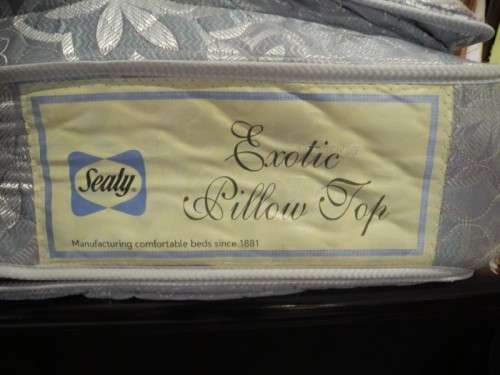 Exotic
Pillow Top
Sealy
Manufacturing comfortable beds since 1881